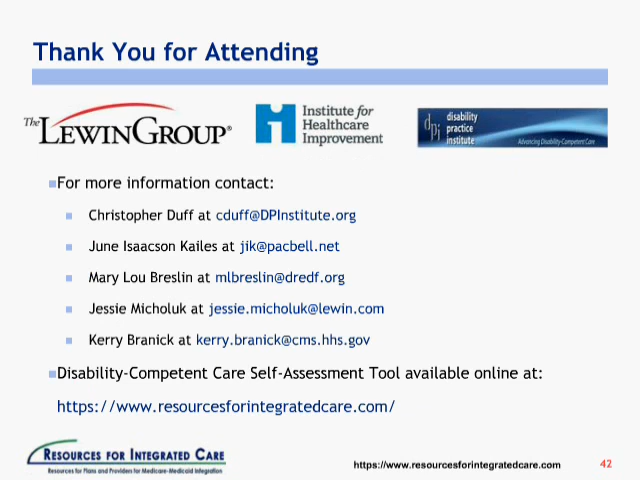 Thank You for Attending
The LEWIN GROUP®
Institute for
Healthcare
Improvement
dpi
disability
practice
institute
Advancing Disability-Competent Care
For more information contact:
Christopher Duff at cduff@DPInstitute.org
June Isaacson Kailes at jik@pacbell.net
Mary Lou Breslin at mlbreslin@dredf.org
Jessie Micholuk at jessie.micholuk@lewin.com
Kerry Branick at kerry.branick@cms.hhs.gov
Disability-Competent Care Self-Assessment Tool available online at:
https://www.resourcesforintegratedcare.com/
RESOURCES FOR INTEGRATED CARE
Resources for Plans and Providers for Medicare-Medicaid Integration
https://www.resourcesforintegratedcare.com
42